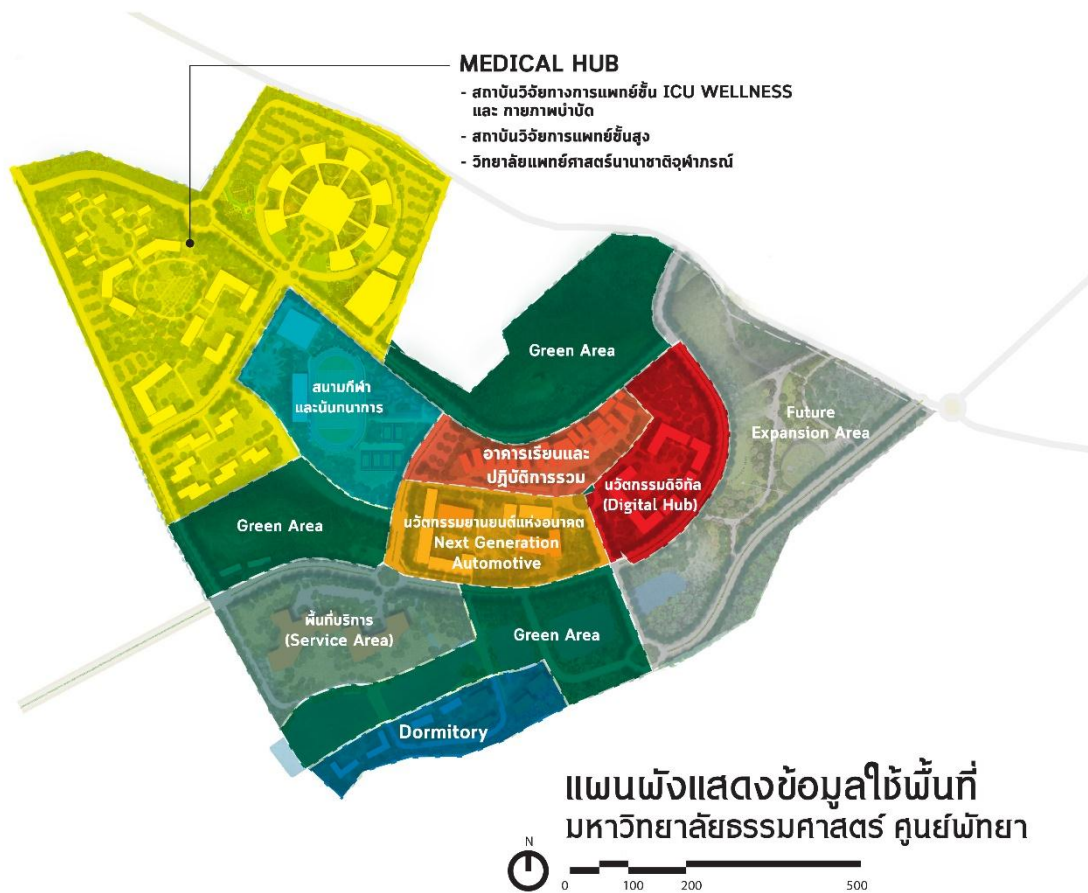 MEDICAL HUB
- สถาบันวิจัยทางการแพทย์ชั้น ICU WELLNESS
และ กายภาพบำบัด
- สถาบันวิจัยการแพทย์ชั้นสูง
- วิทยาลัยแพทย์ศาสตร์นานาชาติจุฬาภรณ์
Green Area
สนามกีฬา
และนันทนาการ
Future
Expansion Area
อาคารเรียนและ
ปฏิบัติการรวม
นวัตกรรมดิจิทัล
(Digital Hub)
Green Area
นวัตกรรมยานยนต์แห่งอนาคต
Next Generation
Automotive
พื้นที่บริการ
(Service Area)
Green Area
Dormitory
แผนผังแสดงข้อมูลใช้พื้นที่
มหาวิทยาลัยธรรมศาสตร์ ศูนย์พัทยา
N
0 100 200 500